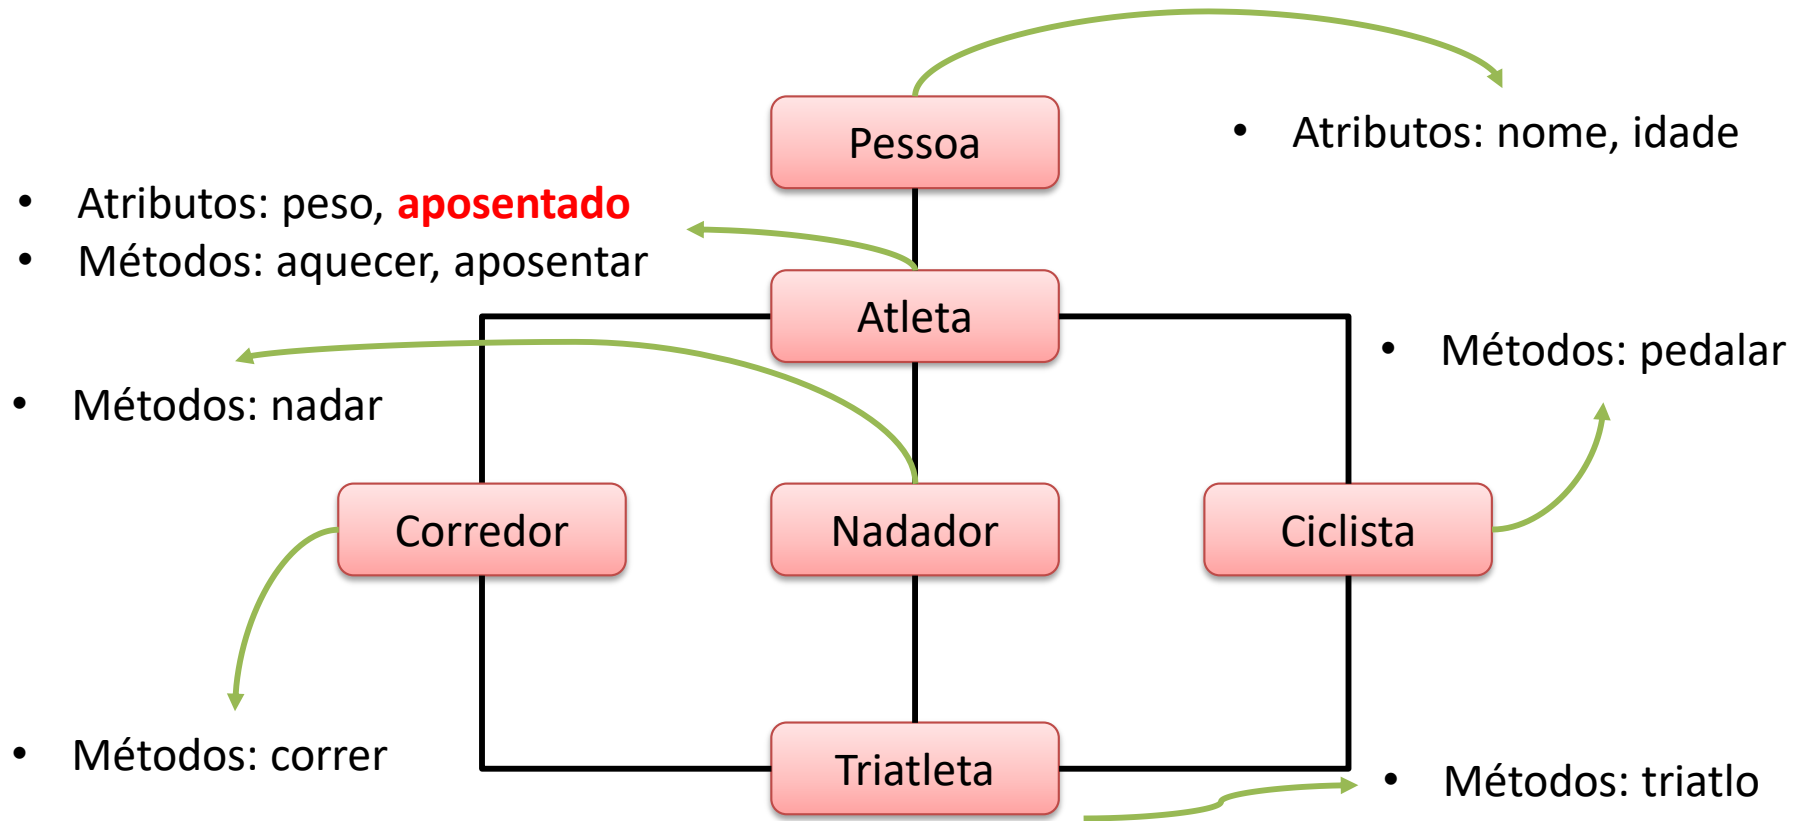 Pessoa
• Atributos: nome, idade
• Atributos: peso, aposentado
• Métodos: aquecer, aposentar
Atleta
• Métodos: pedalar
• Métodos: nadar
Corredor
Nadador
Ciclista
• Métodos: correr
Triatleta
• Métodos: triatlo